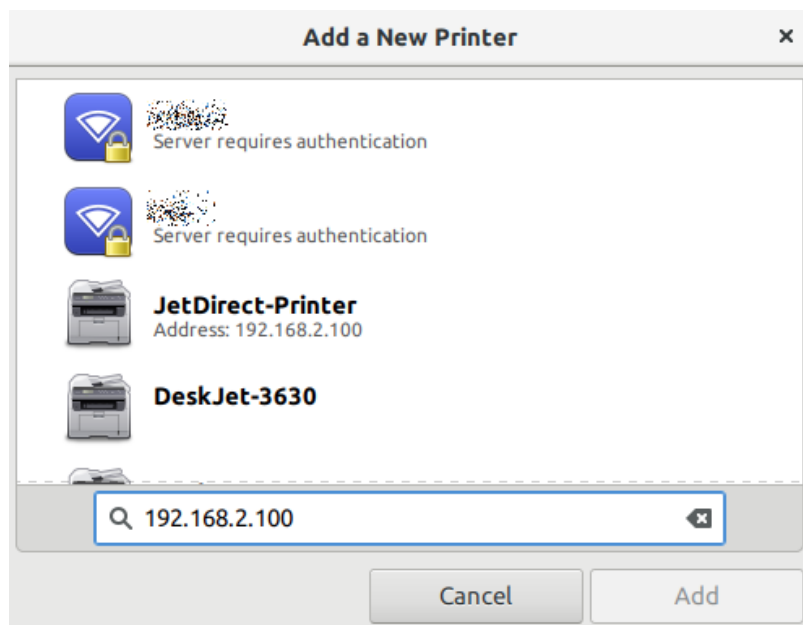 Add a New Printer
Server requires authentication
Server requires authentication
JetDirect-Printer
Address: 192.168.2.100
DeskJet-3630
192.168.2.100
Cancel
Add